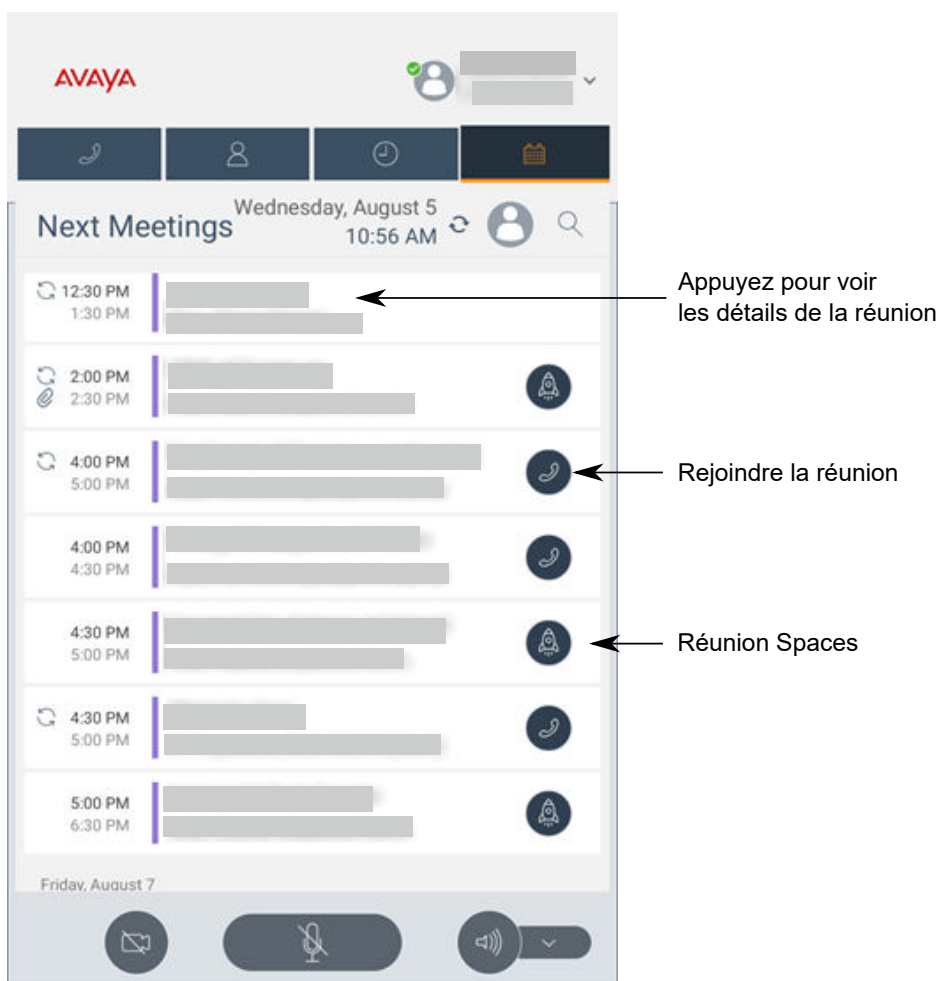 AVAYA
Next Meetings
Wednesday, August 5
10:56 AM
12:30 PM
1:30 PM
Appuyez pour voir
les détails de la réunion
2:00 PM
2:30 PM
4:00 PM
5:00 PM
Rejoindre la réunion
4:00 PM
4:30 PM
4:30 PM
5:00 PM
Réunion Spaces
4:30 PM
5:00 PM
5:00 PM
6:30 PM
Friday, August 7